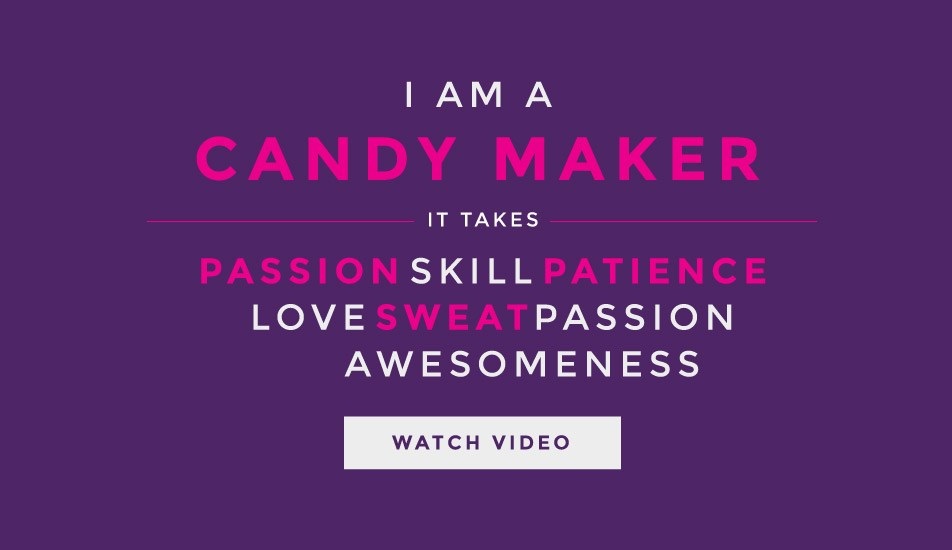 I AM A
CANDY MAKER
IT TAKES
PASSION SKILL PATIENCE
LOVE SWEAT PASSION
AWESOMENESS
WATCH VIDEO